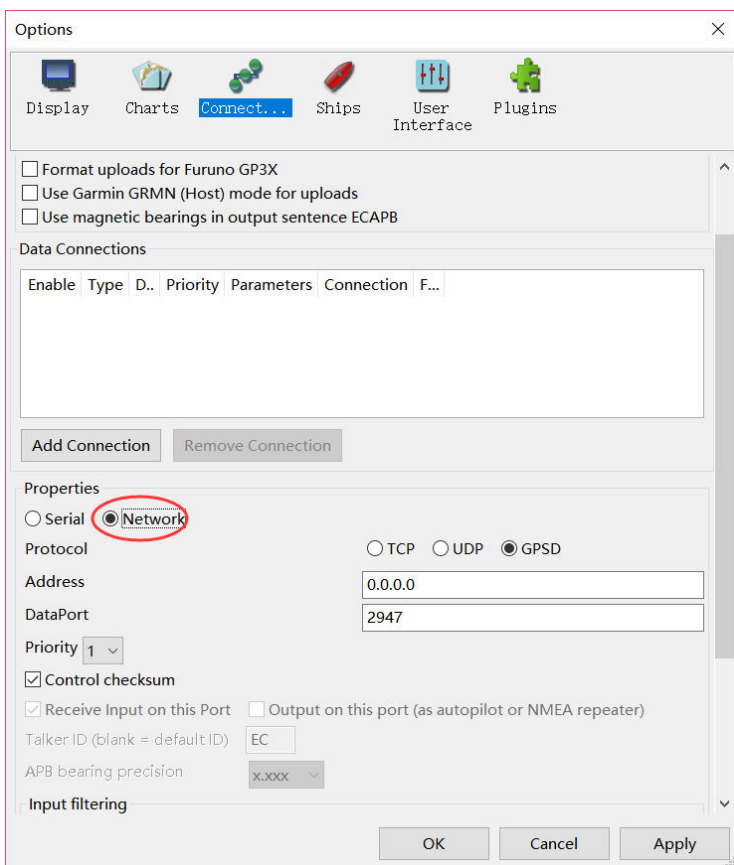 Options
Display Charts Connect... Ships User Interface Plugins
Format uploads for Furuno GP3X
Use Garmin GRMN (Host) mode for uploads
Use magnetic bearings in output sentence ECAPB
Data Connections
Enable Type D.. Priority Parameters Connection F...
Add Connection Remove Connection
Properties
Serial Network
Protocol TCP UDP GPSD
Address 0.0.0.0
DataPort 2947
Priority 1
Control checksum
Receive Input on this Port Output on this port (as autopilot or NMEA repeater)
Talker ID (blank = default ID) EC
APB bearing precision x.xxx
Input filtering
OK Cancel Apply